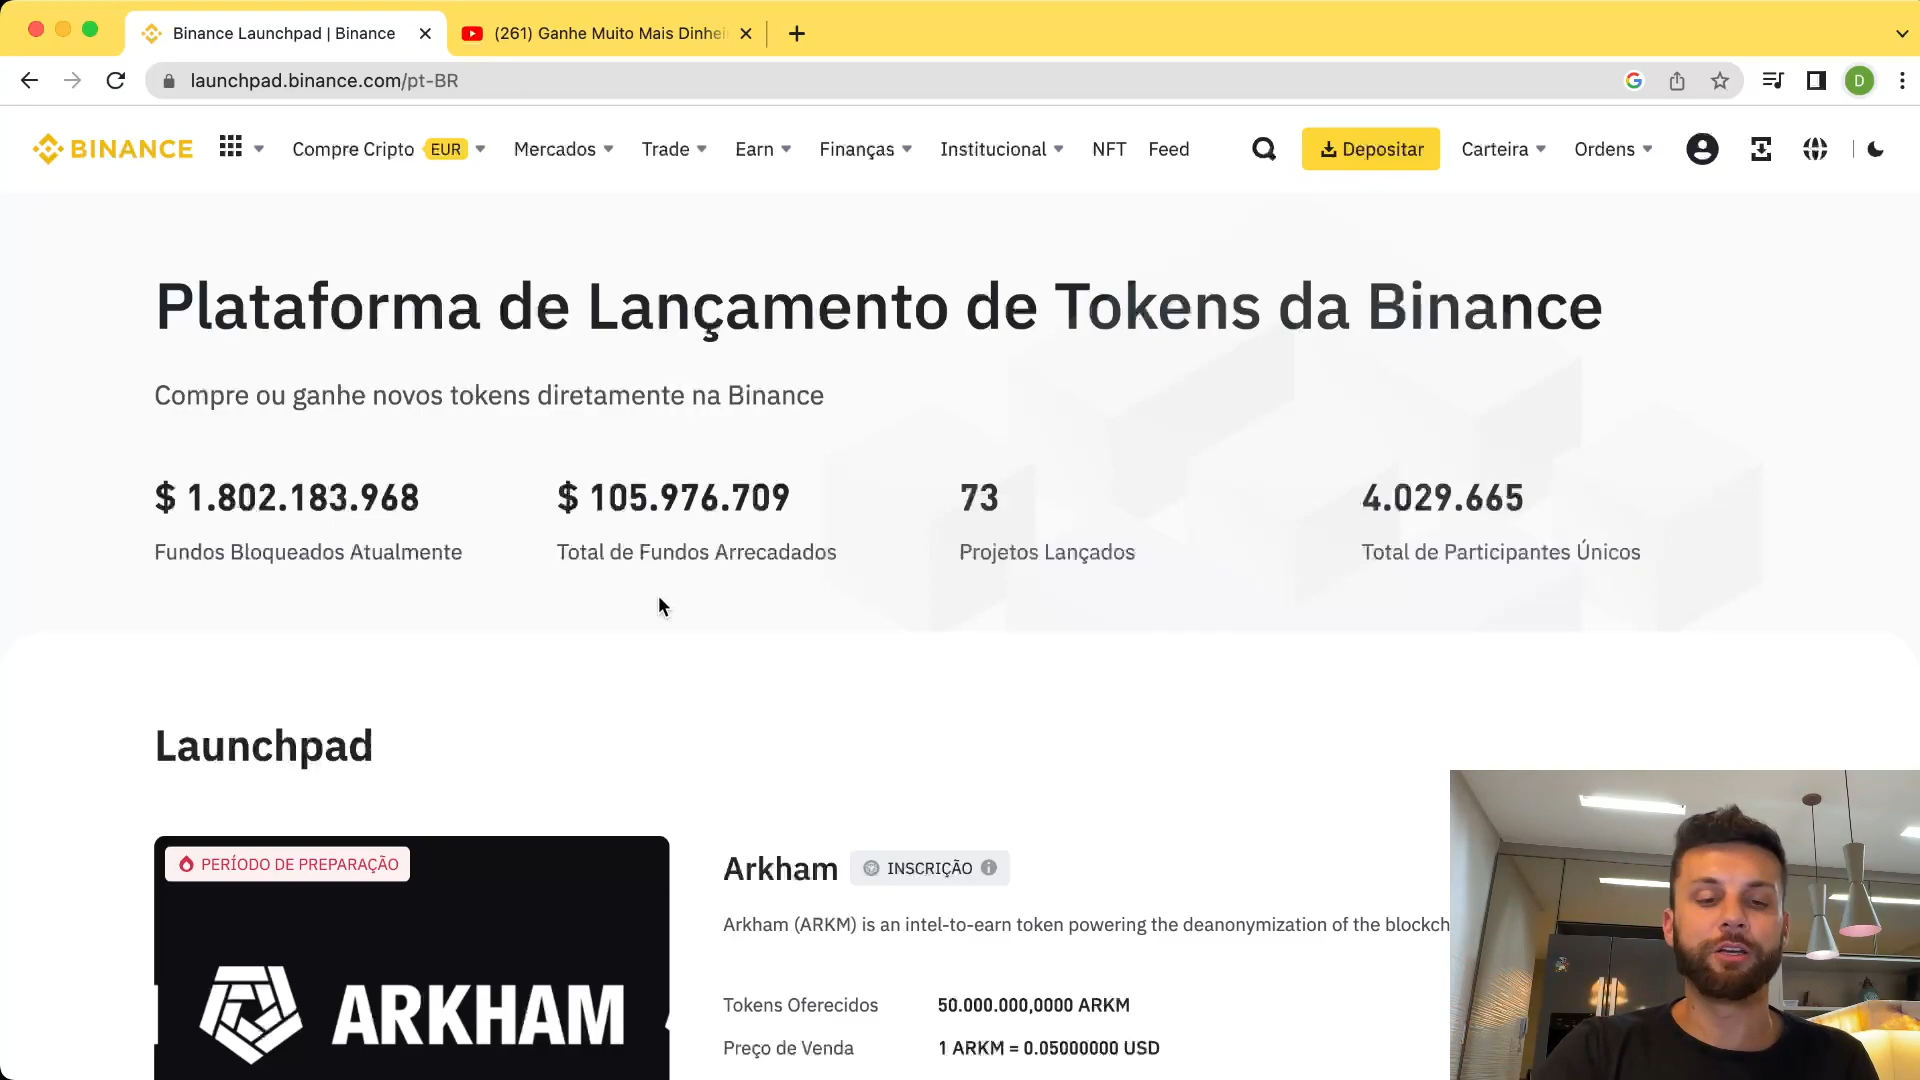 Binance Launchpad | Binance
(261) Ganhe Muito Mais Dinhei
launchpad.binance.com/pt-BR
D
BINANCE
Compre Cripto EUR
Mercados
Trade
Earn
Finanças
Institucional
NFT
Feed
Depositar
Carteira
Ordens
Plataforma de Lançamento de Tokens da Binance
Compre ou ganhe novos tokens diretamente na Binance
$ 1.802.183.968
Fundos Bloqueados Atualmente
$ 105.976.709
Total de Fundos Arrecadados
73
Projetos Lançados
4.029.665
Total de Participantes Únicos
Launchpad
PERÍODO DE PREPARAÇÃO
ARKHAM
Arkham INSCRIÇÃO
Arkham (ARKM) is an intel-to-earn token powering the deanonymization of the blockch
Tokens Oferecidos 50.000.000,0000 ARKM
Preço de Venda 1 ARKM = 0.05000000 USD